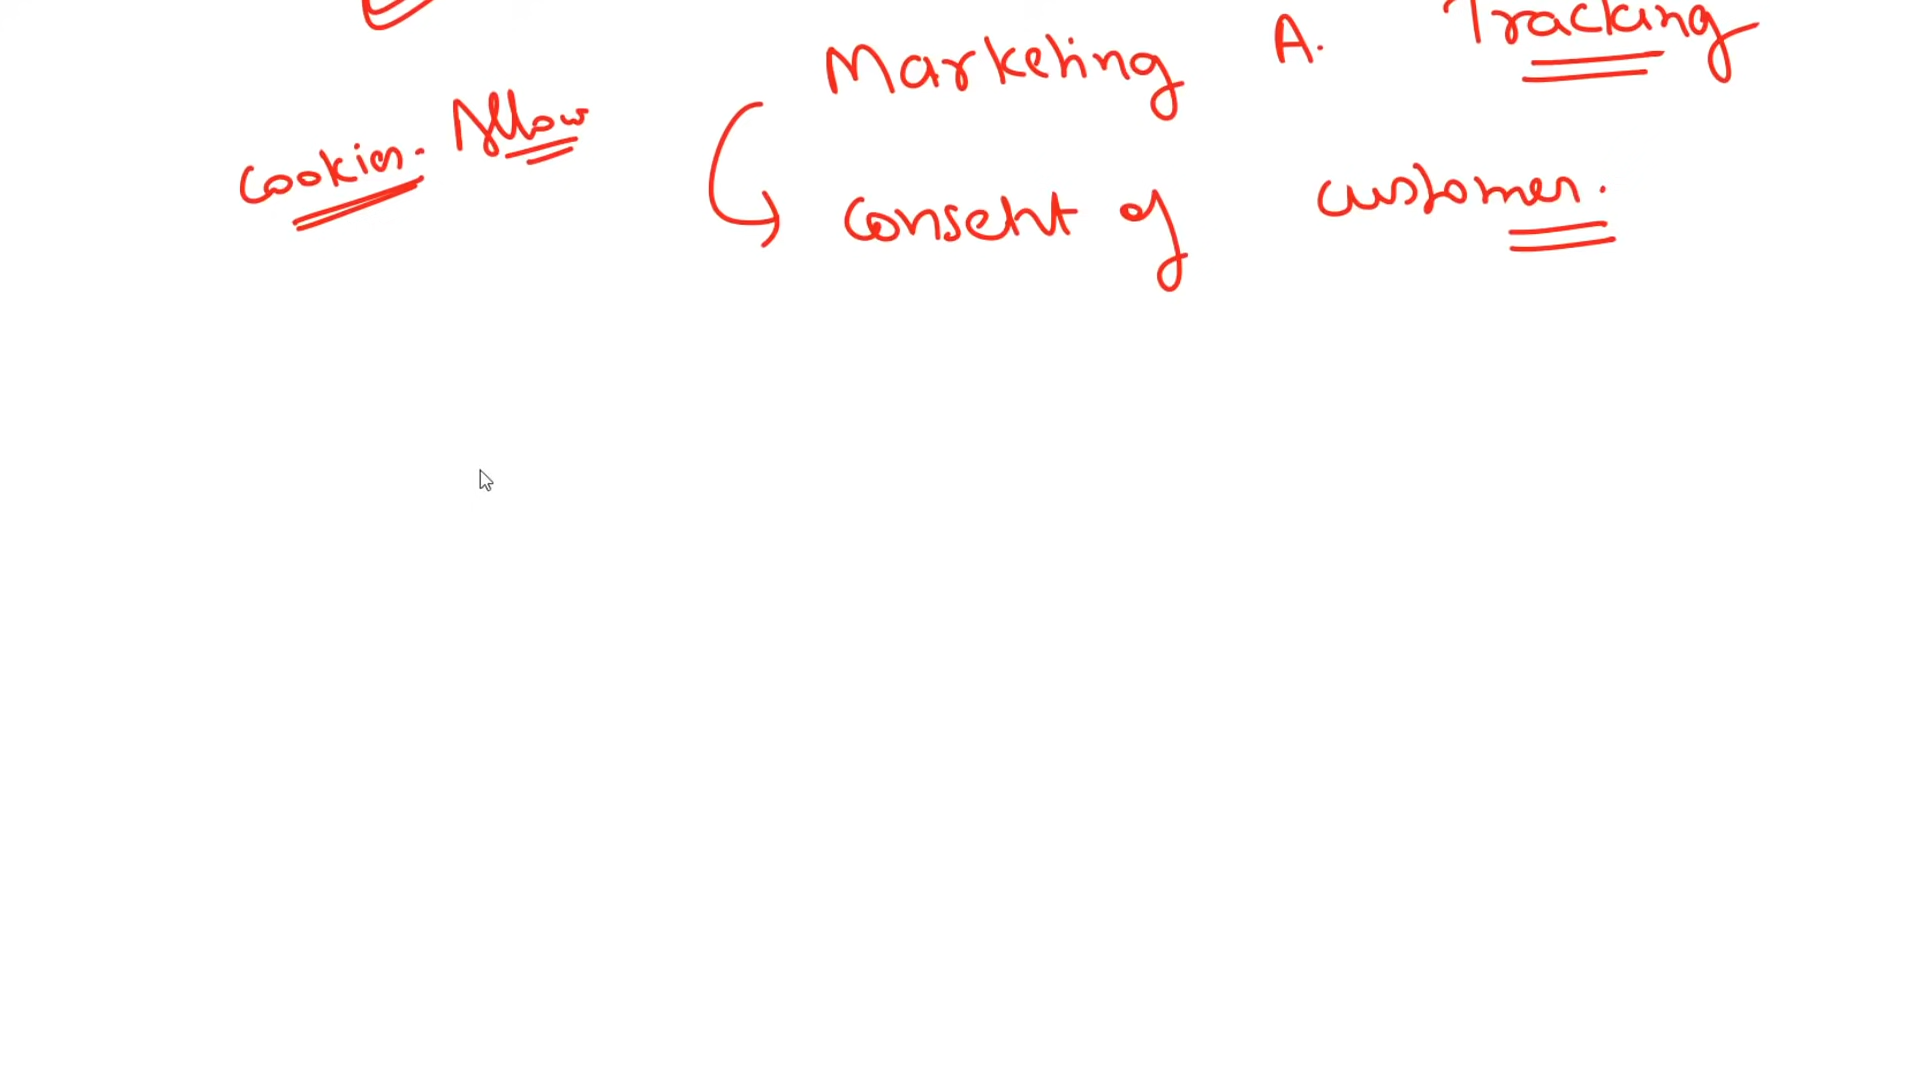 Marketing A. Tracking
Cookies. Allow
Consent of customer.